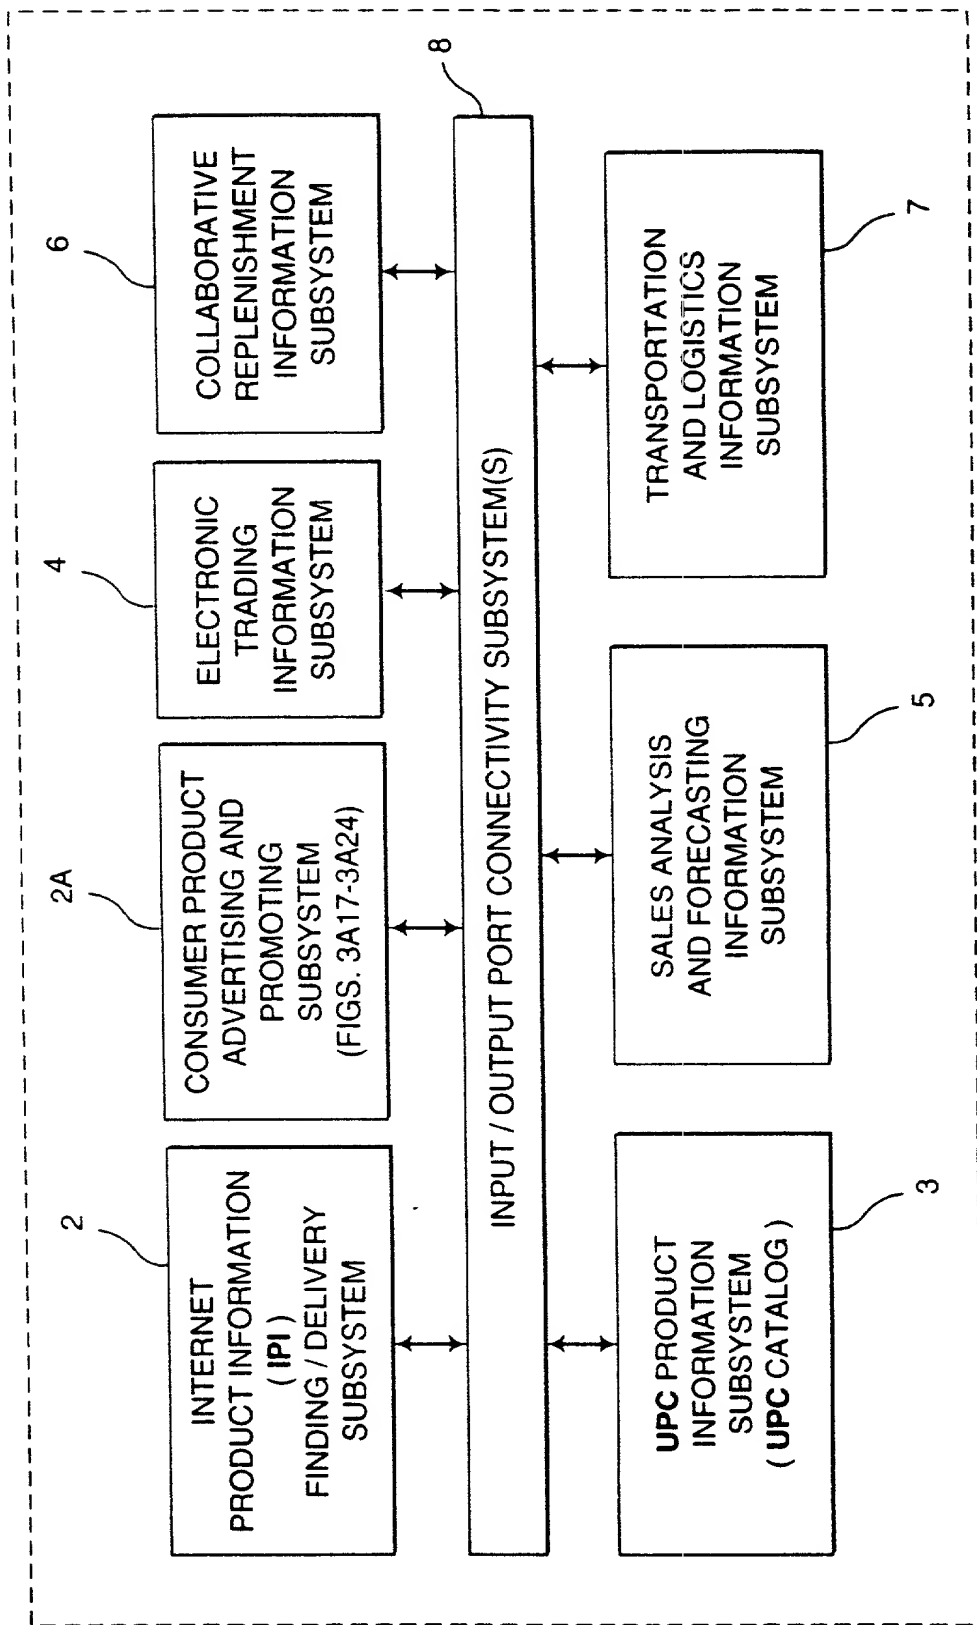 2
INTERNET
PRODUCT INFORMATION
( IPI )
FINDING / DELIVERY
SUBSYSTEM
2A
CONSUMER PRODUCT
ADVERTISING AND
PROMOTING
SUBSYSTEM
(FIGS. 3A17-3A24)
4
ELECTRONIC
TRADING
INFORMATION
SUBSYSTEM
6
COLLABORATIVE
REPLENISHMENT
INFORMATION
SUBSYSTEM
8
INPUT / OUTPUT PORT CONNECTIVITY SUBSYSTEM(S)
UPC PRODUCT
INFORMATION
SUBSYSTEM
( UPC CATALOG )
3
SALES ANALYSIS
AND FORECASTING
INFORMATION
SUBSYSTEM
5
TRANSPORTATION
AND LOGISTICS
INFORMATION
SUBSYSTEM
7